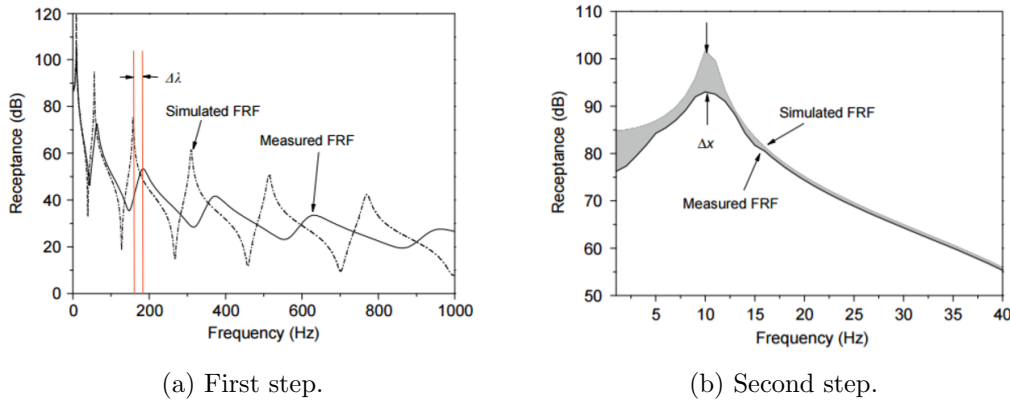 120
100
80
60
40
20
0
Receptance (dB)
Δλ
Simulated FRF
Measured FRF
0 200 400 600 800 1000
Frequency (Hz)
(a) First step.
110
100
90
80
70
60
50
Receptance (dB)
Δx
Simulated FRF
Measured FRF
5 10 15 20 25 30 35 40
Frequency (Hz)
(b) Second step.